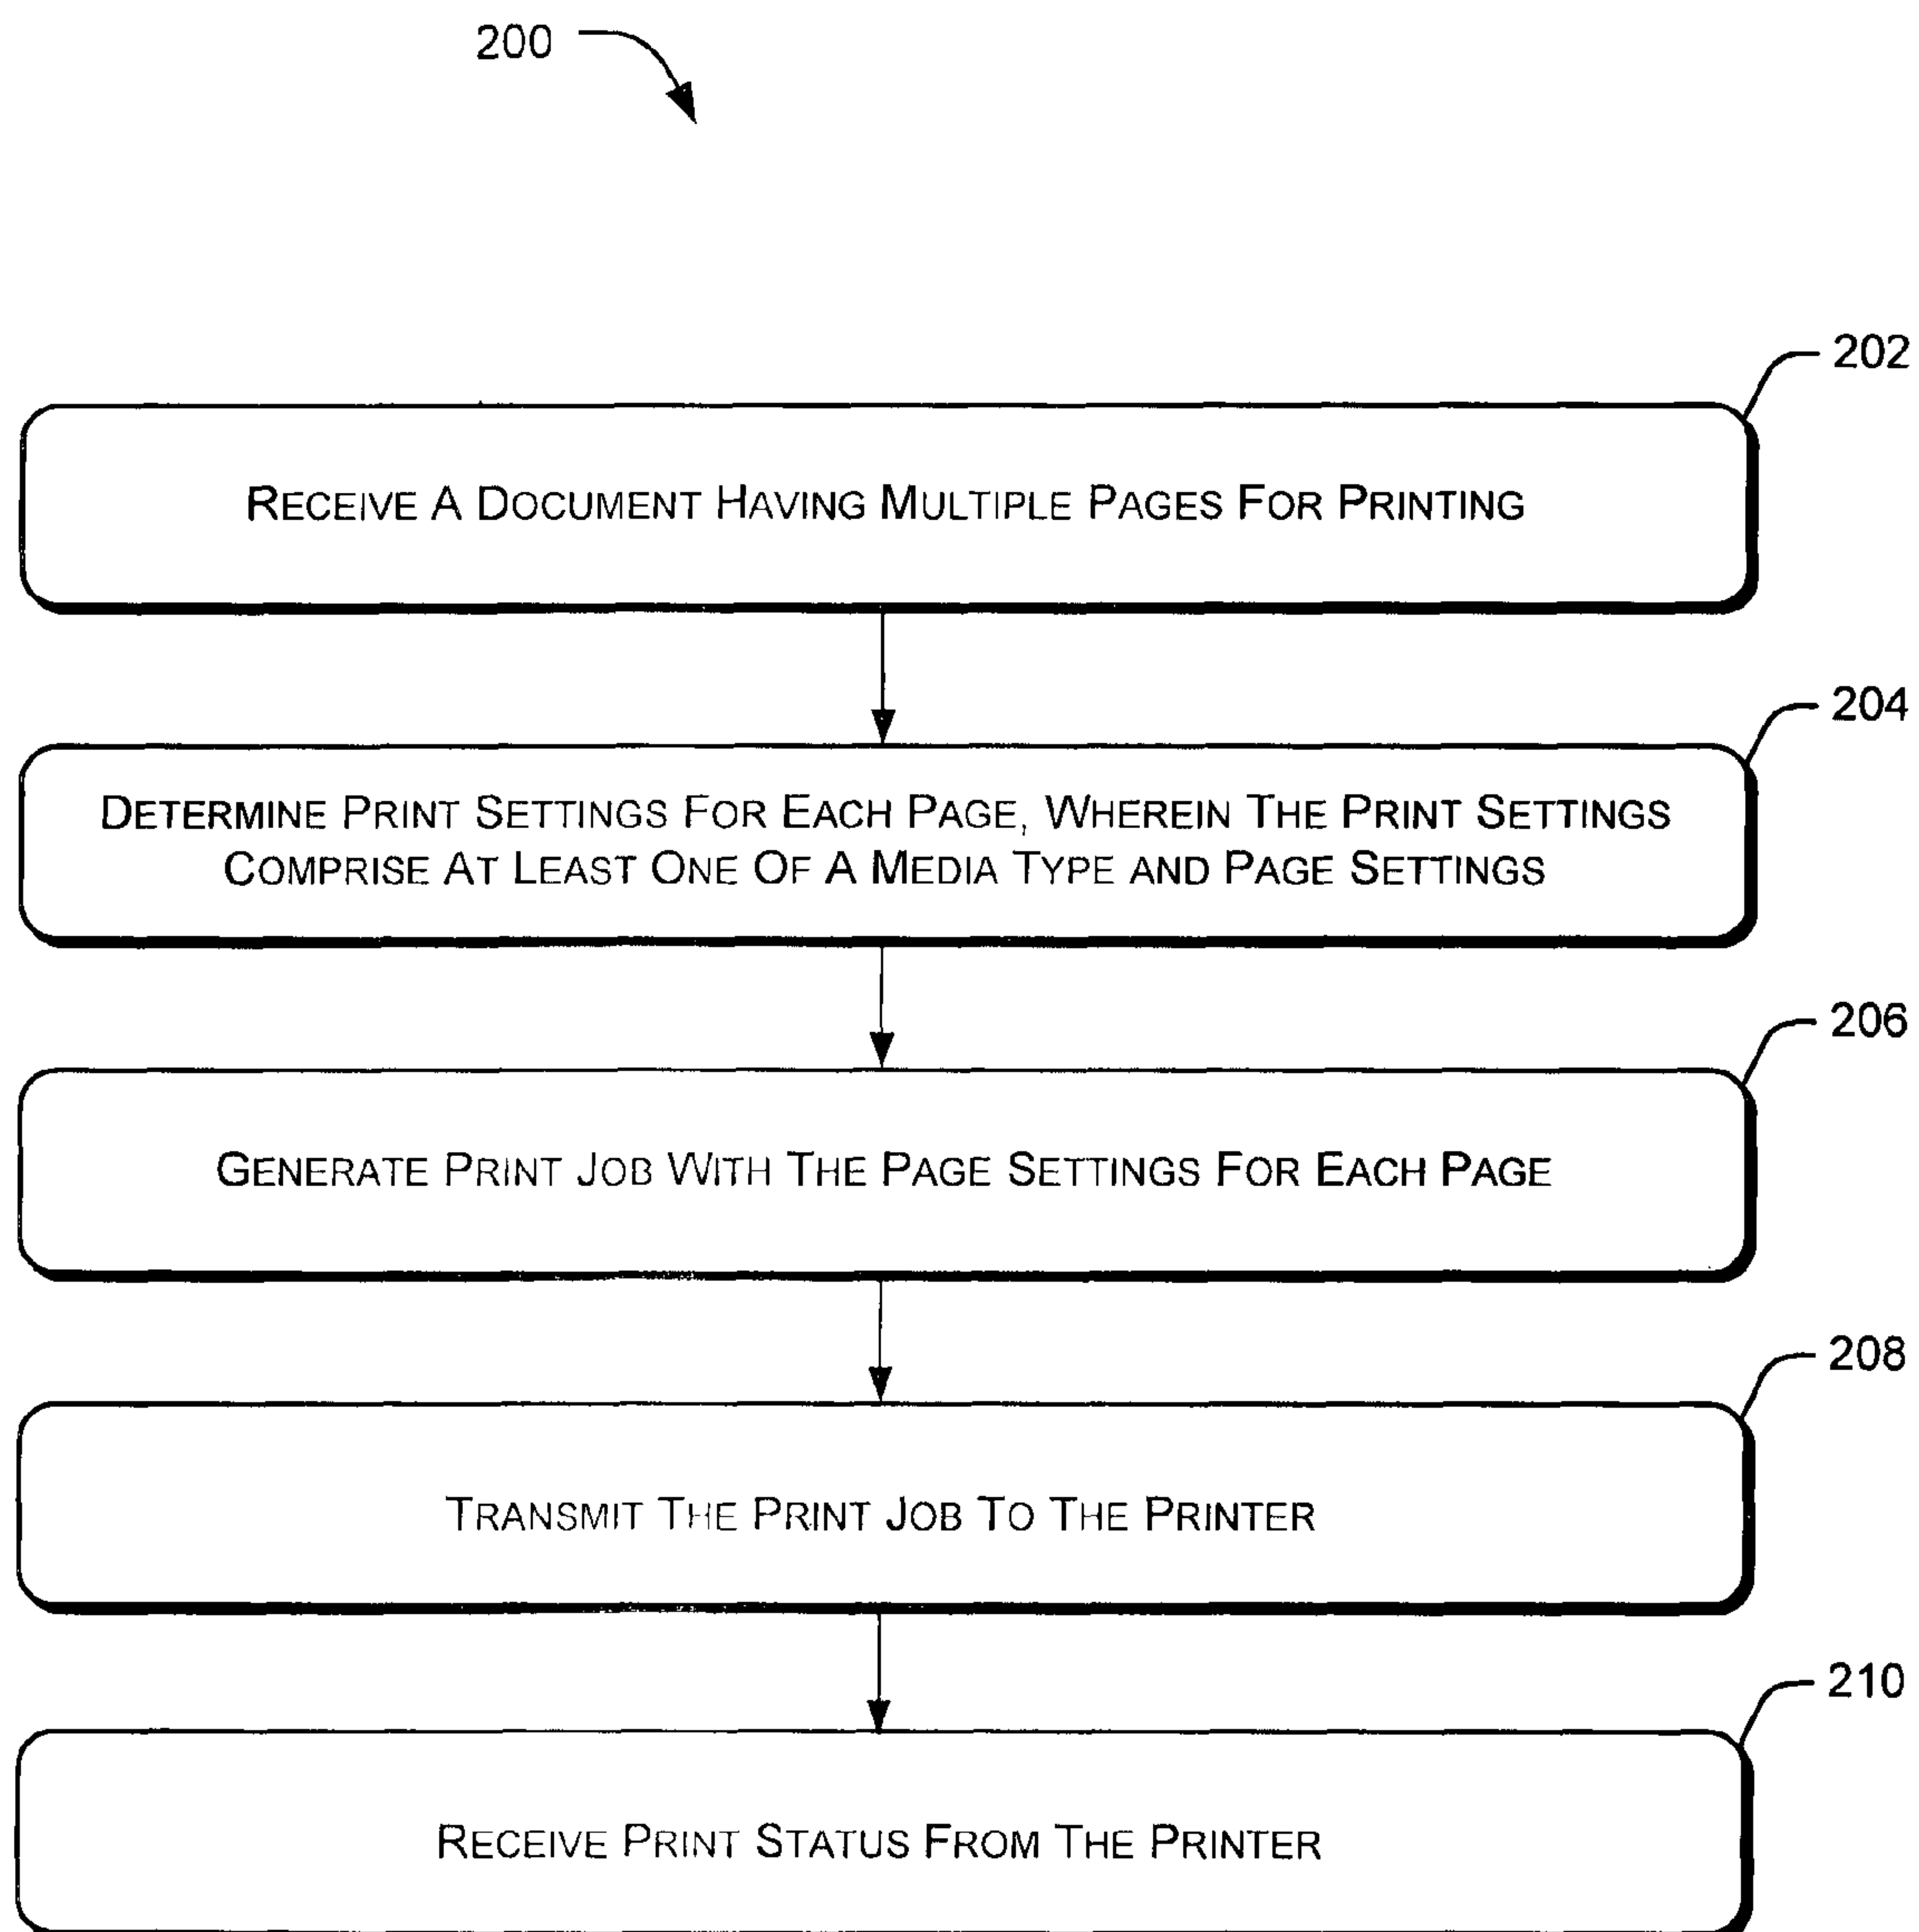 200
202
RECEIVE A DOCUMENT HAVING MULTIPLE PAGES FOR PRINTING
204
DETERMINE PRINT SETTINGS FOR EACH PAGE, WHEREIN THE PRINT SETTINGS
COMPRISE AT LEAST ONE OF A MEDIA TYPE AND PAGE SETTINGS
206
GENERATE PRINT JOB WITH THE PAGE SETTINGS FOR EACH PAGE
208
TRANSMIT THE PRINT JOB TO THE PRINTER
210
RECEIVE PRINT STATUS FROM THE PRINTER